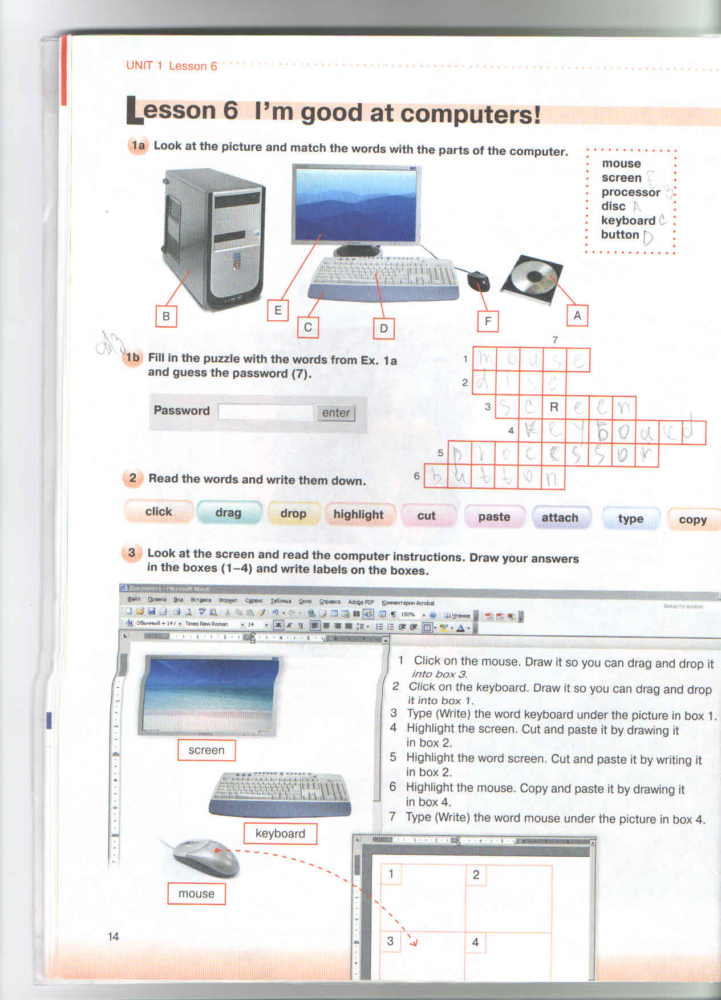 UNIT 1 Lesson 6
Lesson 6 I'm good at computers!
1a Look at the picture and match the words with the parts of the computer.
mouse
screen E
processor B
disc A
keyboard C
button D
B
E
C
D
F
A
1b Fill in the puzzle with the words from Ex. 1a
and guess the password (7).
Password enter
7
1 mouse
2 disc
3 scReen
4 keyboard
5 processor
6 button
2 Read the words and write them down.
click drag drop highlight cut paste attach type copy
3 Look at the screen and read the computer instructions. Draw your answers
in the boxes (1–4) and write labels on the boxes.
Документ1 - Microsoft Word
Файл Правка Вид Вставка Формат Сервис Таблица Окно Справка Adobe PDF Комментарии Acrobat
Введите вопрос
150% Чтение
Обычный + 14 г Times New Roman 14 Ж К Ч
screen
keyboard
mouse
1 Click on the mouse. Draw it so you can drag and drop it
into box 3.
2 Click on the keyboard. Draw it so you can drag and drop
it into box 1.
3 Type (Write) the word keyboard under the picture in box 1.
4 Highlight the screen. Cut and paste it by drawing it
in box 2.
5 Highlight the word screen. Cut and paste it by writing it
in box 2.
6 Highlight the mouse. Copy and paste it by drawing it
in box 4.
7 Type (Write) the word mouse under the picture in box 4.
1 2
3 4
14